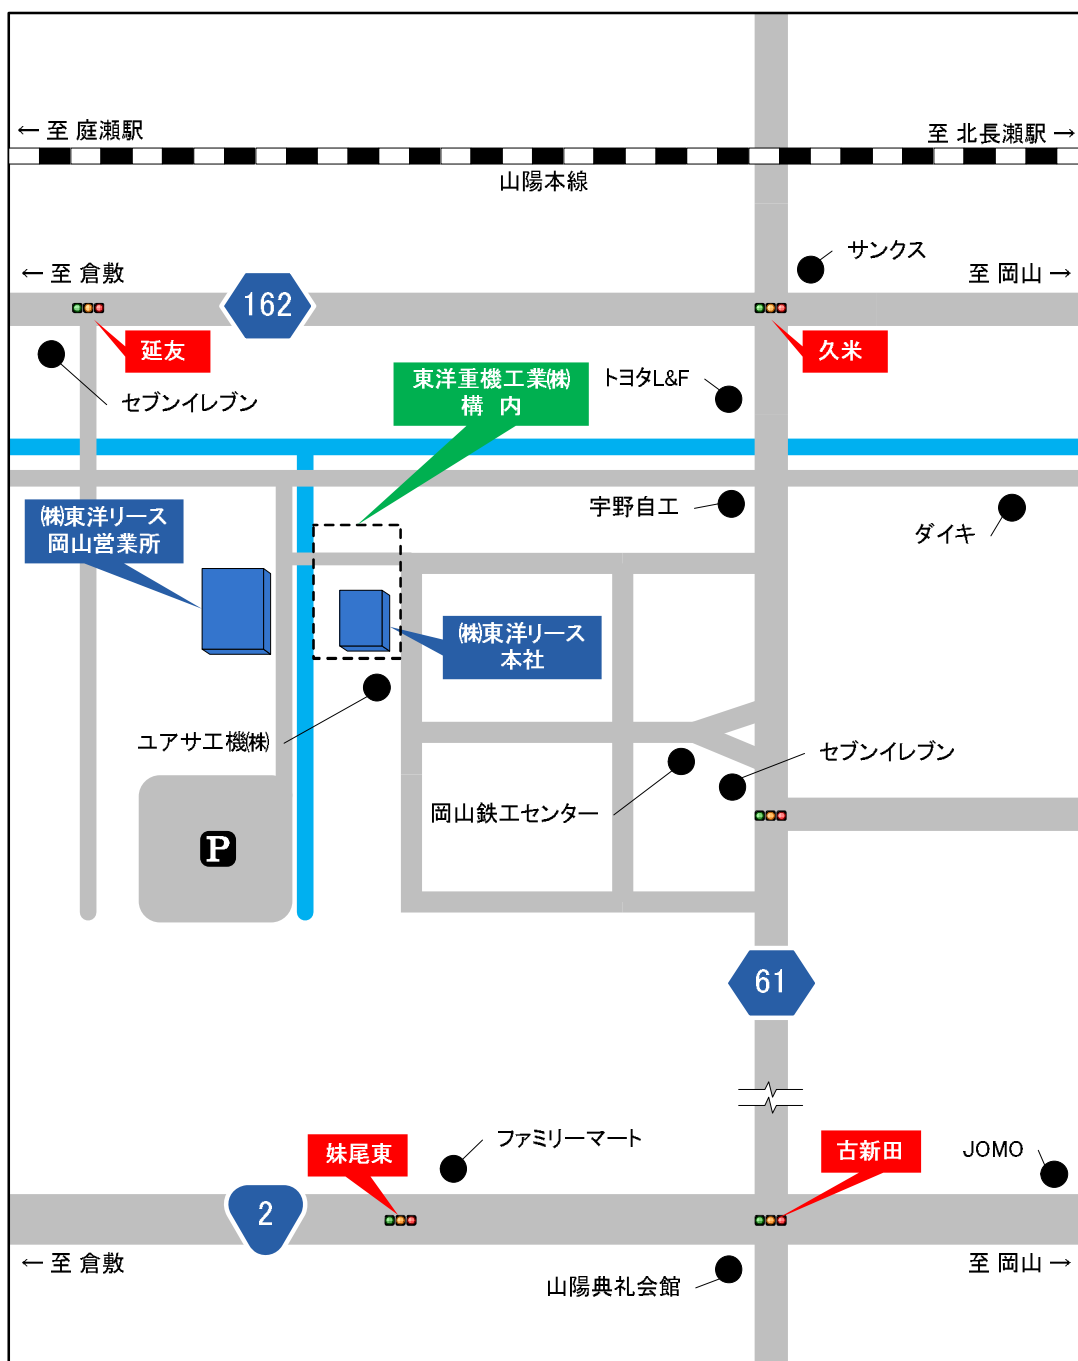 ← 至 庭瀬駅
至 北長瀬駅 →
山陽本線
サンクス
← 至 倉敷
至 岡山 →
162
延友
久米
東洋重機工業㈱
構 内
トヨタL&F
セブンイレブン
㈱東洋リース
岡山営業所
宇野自工
ダイキ
㈱東洋リース
本社
ユアサ工機㈱
セブンイレブン
岡山鉄工センター
P
61
ファミリーマート
妹尾東
古新田
JOMO
2
← 至 倉敷
至 岡山 →
山陽典礼会館